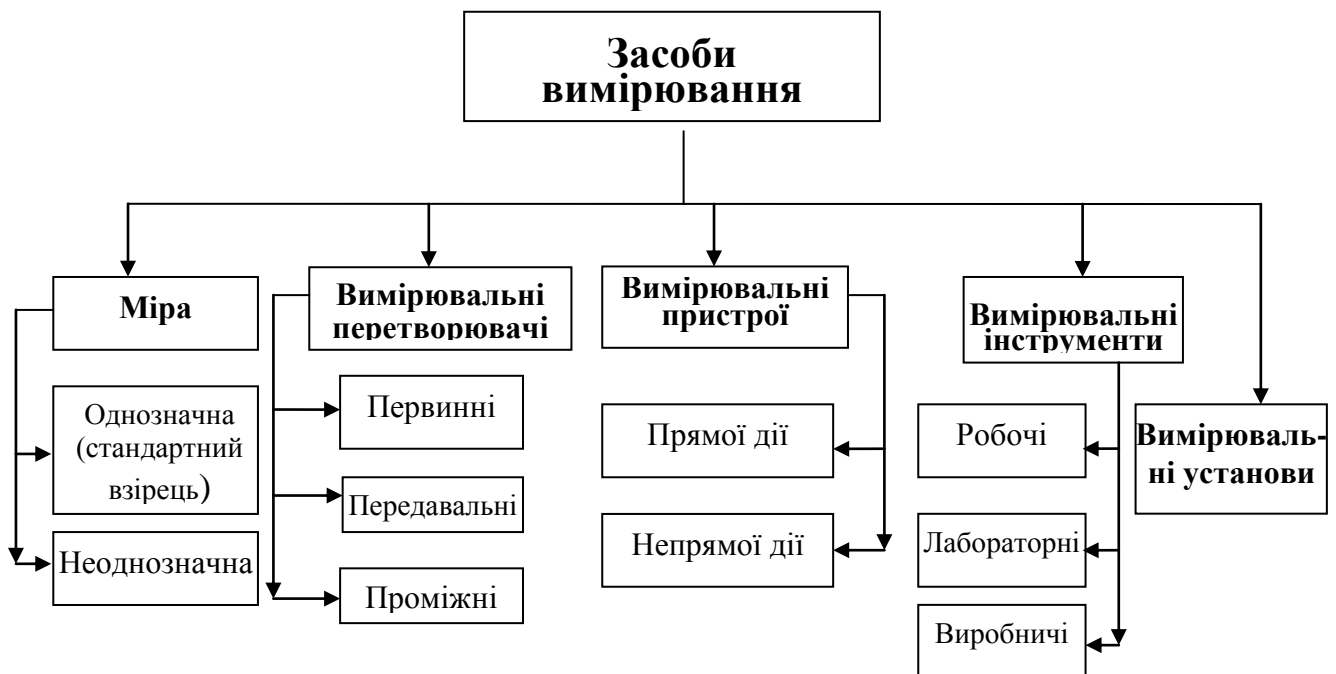 Засоби
вимірювання
Міра
Вимірювальні
перетворювачі
Вимірювальні
пристрої
Вимірювальні
інструменти
Вимірюваль-
ні установи
Однозначна
(стандартний
взірець)
Неоднозначна
Первинні
Передавальні
Проміжні
Прямої дії
Непрямої дії
Робочі
Лабораторні
Виробничі